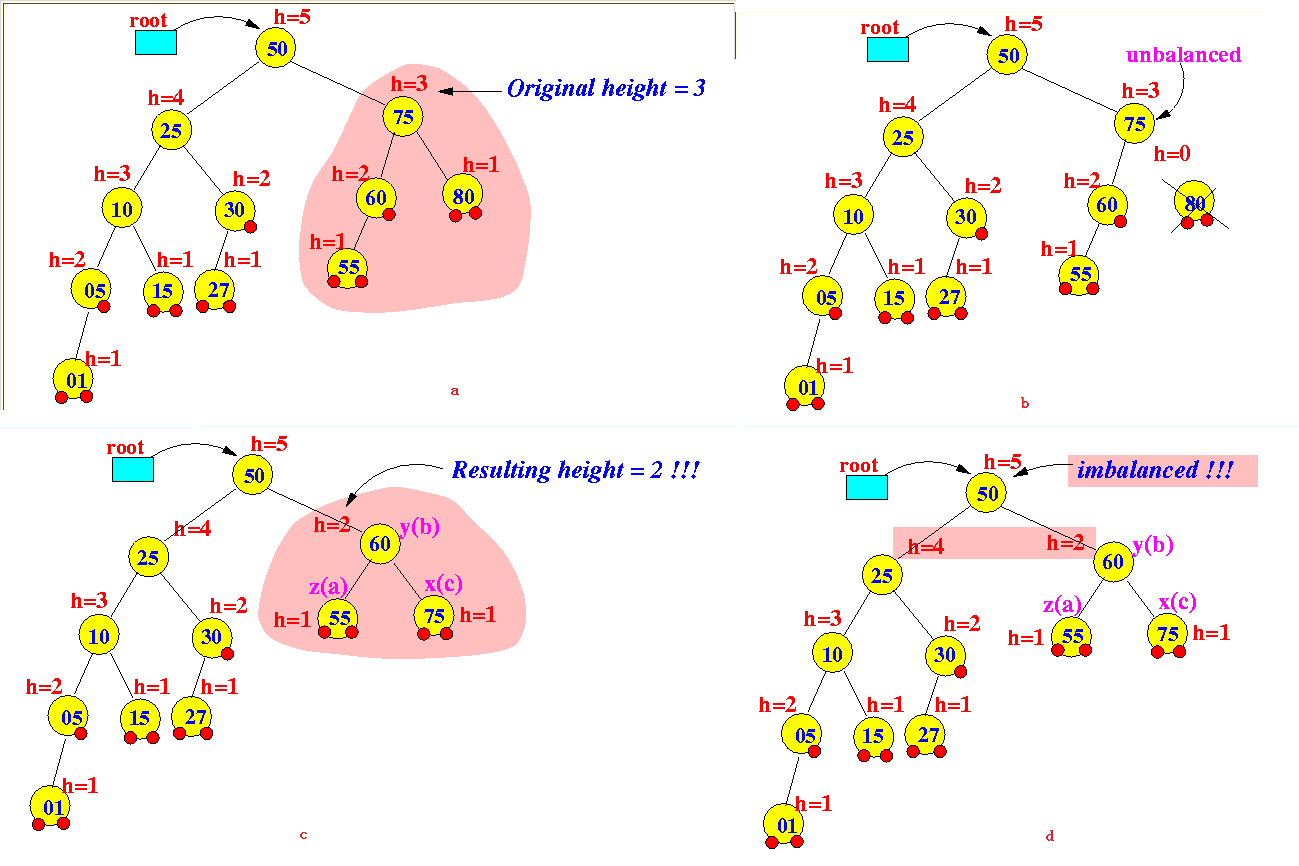 root
h=5
50
Original height = 3
h=3
75
h=4
25
h=3
10
h=2
30
h=2
60
h=1
80
h=1
55
h=2
05
h=1
15
h=1
27
h=1
01
a
root
h=5
50
unbalanced
h=3
75
h=4
25
h=0
80
h=3
10
h=2
30
h=2
60
h=1
55
h=2
05
h=1
15
h=1
27
h=1
01
b
root
h=5
50
Resulting height = 2 !!!
h=2
60
y(b)
h=4
25
z(a)
h=1
55
x(c)
75
h=1
h=3
10
h=2
30
h=2
05
h=1
15
h=1
27
h=1
01
c
root
h=5
50
imbalanced !!!
h=4
25
h=2
60
y(b)
z(a)
h=1
55
x(c)
75
h=1
h=3
10
h=2
30
h=2
05
h=1
15
h=1
27
h=1
01
d